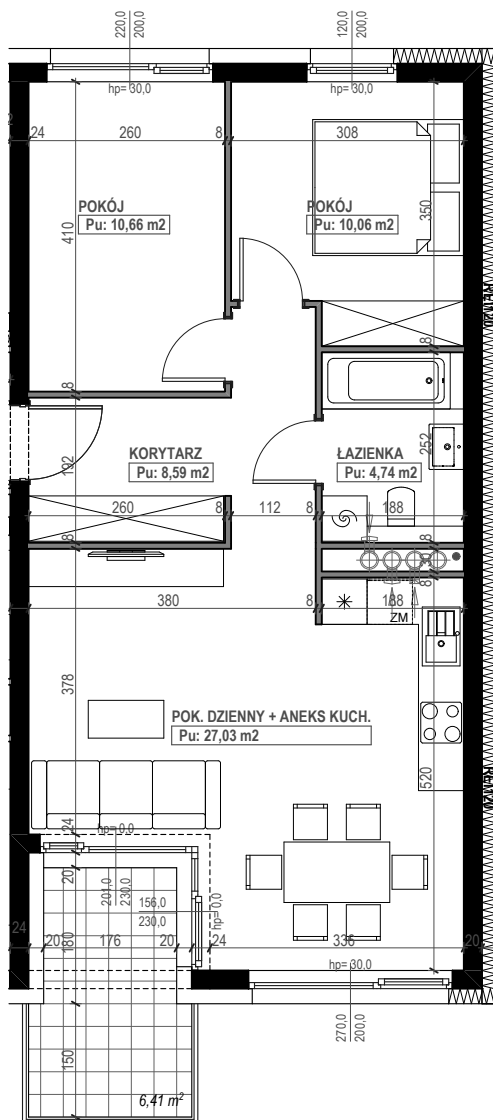 220,0
200,0
120,0
200,0
hp= 30,0
hp= 30,0
24
260
8
308
POKÓJ
Pu: 10,66 m2
POKÓJ
Pu: 10,06 m2
350
410
8
8
KORYTARZ
Pu: 8,59 m2
ŁAZIENKA
Pu: 4,74 m2
252
192
260
8
112
8
188
8
8
30
8
380
8
188
ZM
378
POK. DZIENNY + ANEKS KUCH.
Pu: 27,03 m2
520
24
hp= 0,0
20
201,0
230,0
156,0
230,0
hp= 0,0
24
20
176
20
24
336
20
180
hp= 30,0
270,0
200,0
150
6,41 m²